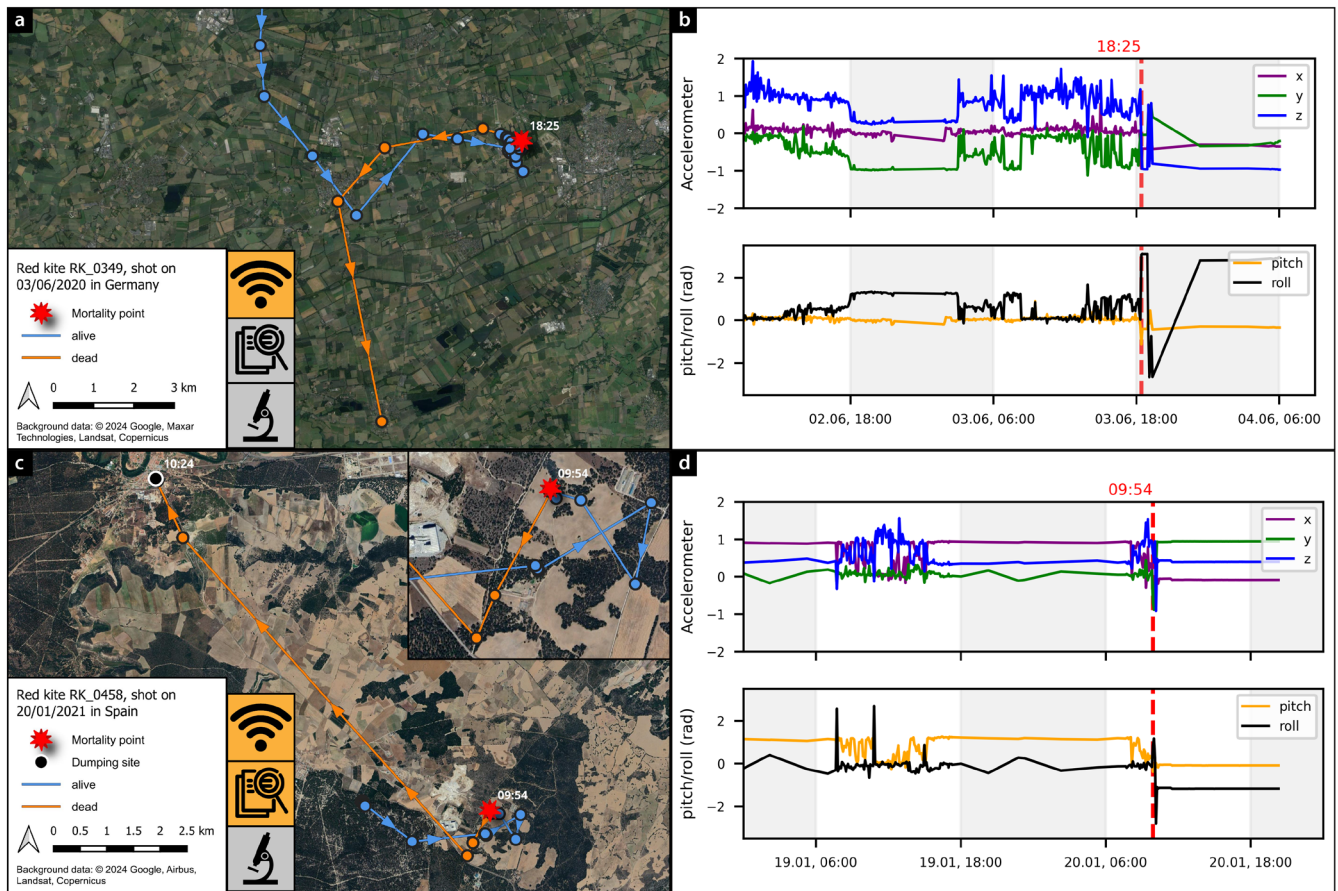 a
18:25
Red kite RK_0349, shot on
03/06/2020 in Germany
Mortality point
alive
dead
0 1 2 3 km
Background data: © 2024 Google, Maxar
Technologies, Landsat, Copernicus
b
18:25
Accelerometer
2
1
0
−1
−2
x
y
z
pitch/roll (rad)
2
0
−2
pitch
roll
02.06, 18:00
03.06, 06:00
03.06, 18:00
04.06, 06:00
c
10:24
09:54
09:54
Red kite RK_0458, shot on
20/01/2021 in Spain
Mortality point
Dumping site
alive
dead
0 0.5 1 1.5 2 2.5 km
Background data: © 2024 Google, Airbus,
Landsat, Copernicus
d
09:54
Accelerometer
2
1
0
−1
−2
x
y
z
pitch/roll (rad)
2
0
−2
pitch
roll
19.01, 06:00
19.01, 18:00
20.01, 06:00
20.01, 18:00